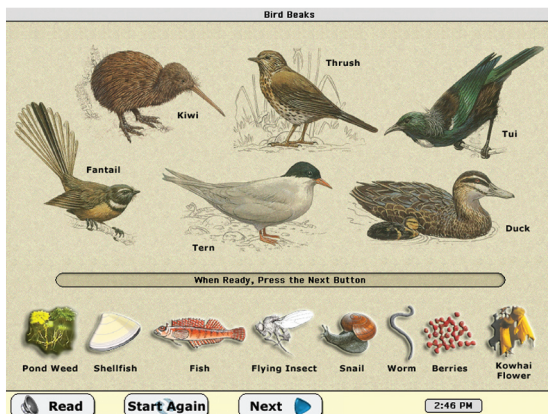 Bird Beaks
Thrush
Kiwi
Tui
Fantail
Tern
Duck
When Ready, Press the Next Button
Pond Weed
Shellfish
Fish
Flying Insect
Snail
Worm
Berries
Kowhai
Flower
Read
Start Again
Next
2:46 PM